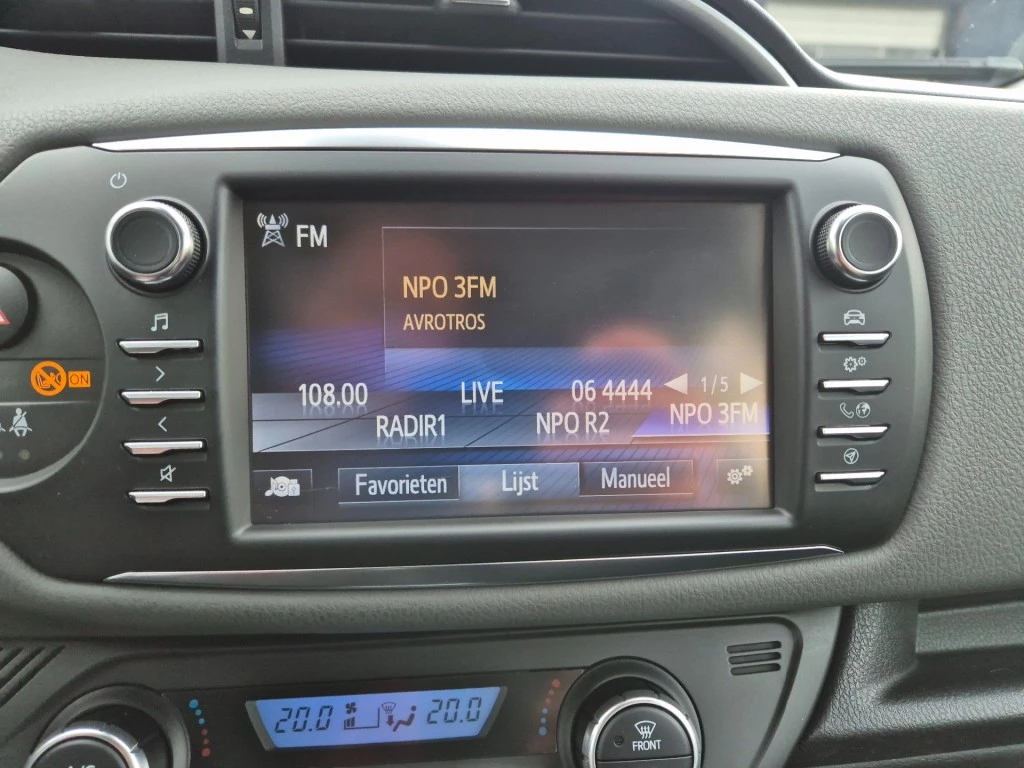 FM
NPO 3FM
AVROTROS
108.00 LIVE 06 4444 1/5
RADIR1 NPO R2 NPO 3FM
Favorieten Lijst Manueel
ON
20.0 20.0
FRONT